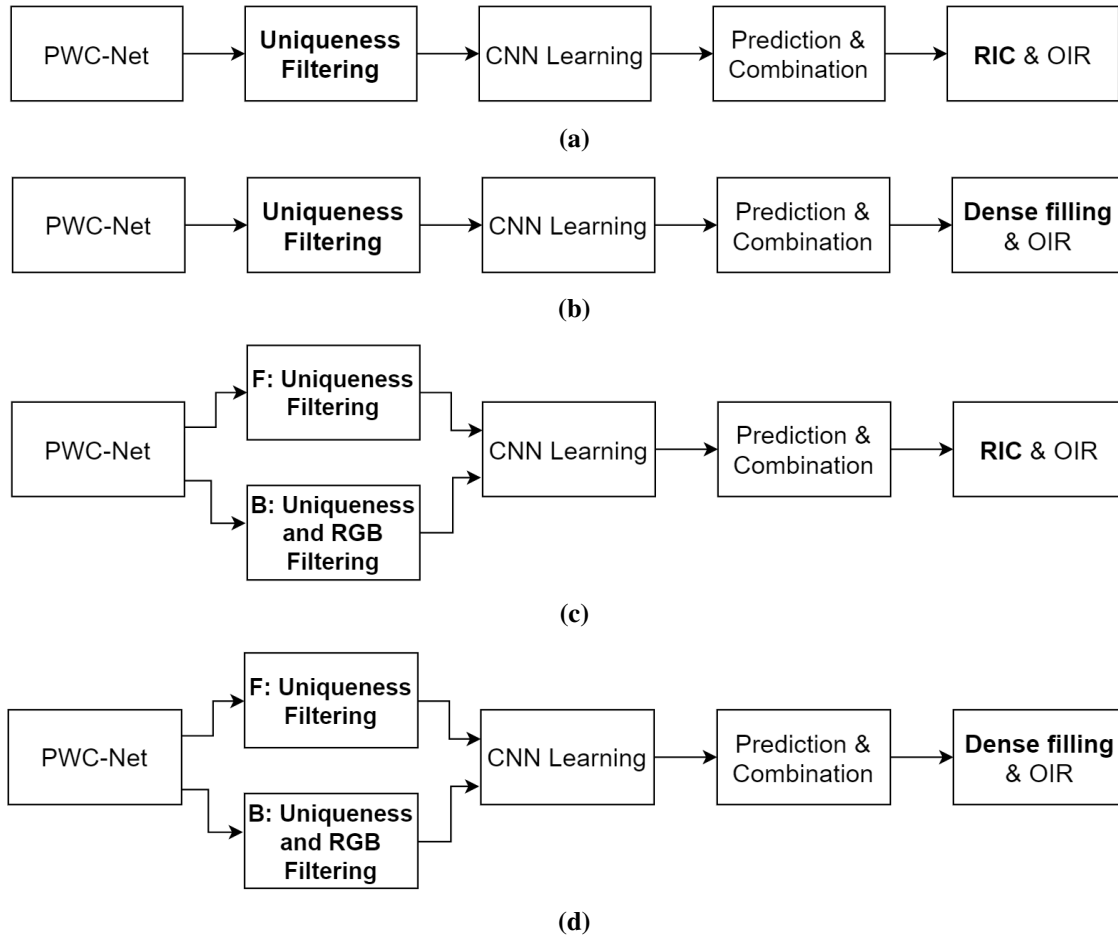 PWC-Net
Uniqueness
Filtering
CNN Learning
Prediction &
Combination
RIC & OIR
(a)
PWC-Net
Uniqueness
Filtering
CNN Learning
Prediction &
Combination
Dense filling
& OIR
(b)
PWC-Net
F: Uniqueness
Filtering
B: Uniqueness
and RGB
Filtering
CNN Learning
Prediction &
Combination
RIC & OIR
(c)
PWC-Net
F: Uniqueness
Filtering
B: Uniqueness
and RGB
Filtering
CNN Learning
Prediction &
Combination
Dense filling
& OIR
(d)